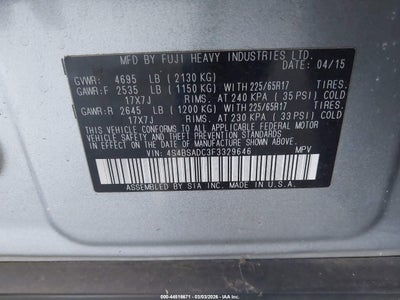 MFD BY FUJI HEAVY INDUSTRIES LTD.
DATE: 04/15
GVWR: 4695 LB (2130 KG)
GAWR:F 2535 LB (1150 KG) WITH 225/65R17 TIRES.
17X7J RIMS. AT 240 KPA (35 PSI) COLD
GAWR:R 2645 LB (1200 KG) WITH 225/65R17 TIRES.
17X7J RIMS. AT 230 KPA (33 PSI) COLD
THIS VEHICLE CONFORMS TO ALL APPLICABLE FEDERAL MOTOR
VEHICLE SAFETY AND BUMPER STANDARDS IN EFFECT ON THE DATE OF
MANUFACTURE SHOWN ABOVE.
VIN: 4S4BSADC3F3329646 MPV
ASSEMBLED BY SIA INC. MADE IN U.S.A.
000-44616671 - 03/03/2026 - IAA